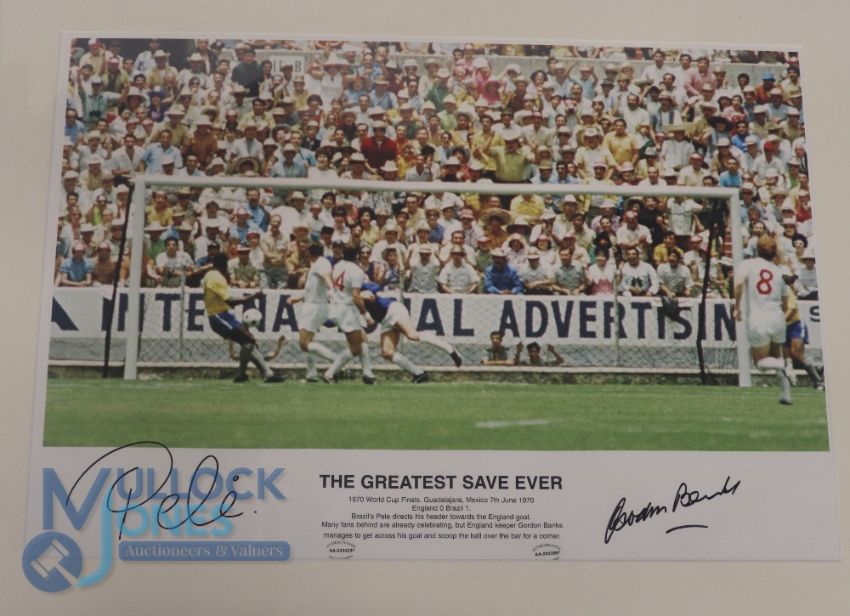 B
INTERNATIONAL ADVERTISIN
4
8
THE GREATEST SAVE EVER
1970 World Cup Finals, Guadalajara, Mexico 7th June 1970
England 0 Brazil 1.
Brazil's Pele directs his header towards the England goal.
Many fans behind are already celebrating, but England keeper Gordon Banks
manages to get across his goal and scoop the ball over the bar for a corner.
Pele
Gordon Banks
MULLOCK
JONES
Auctioneers & Valuers